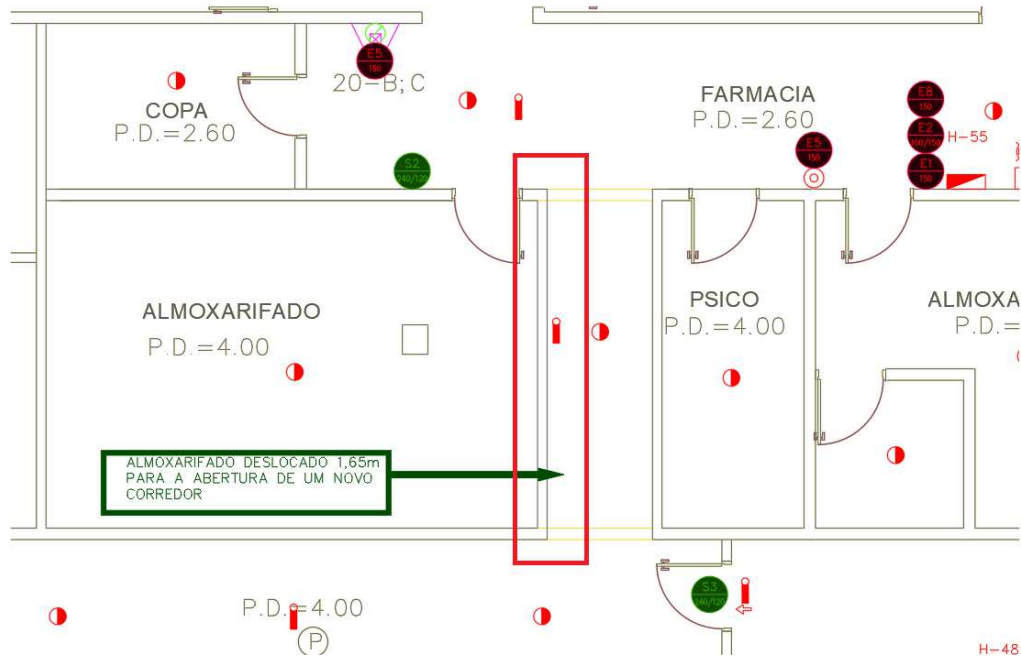 E5
150
20-B; C
COPA
P.D.=2.60
FARMACIA
P.D.=2.60
E8
150
E2
100/150
H-55
E5
150
E1
150
S2
240/120
ALMOXARIFADO
P.D.=4.00
PSICO
P.D.=4.00
ALMOXA
P.D.=
ALMOXARIFADO DESLOCADO 1,65m
PARA A ABERTURA DE UM NOVO
CORREDOR
S3
240/120
P.D.=4.00
P
H-48